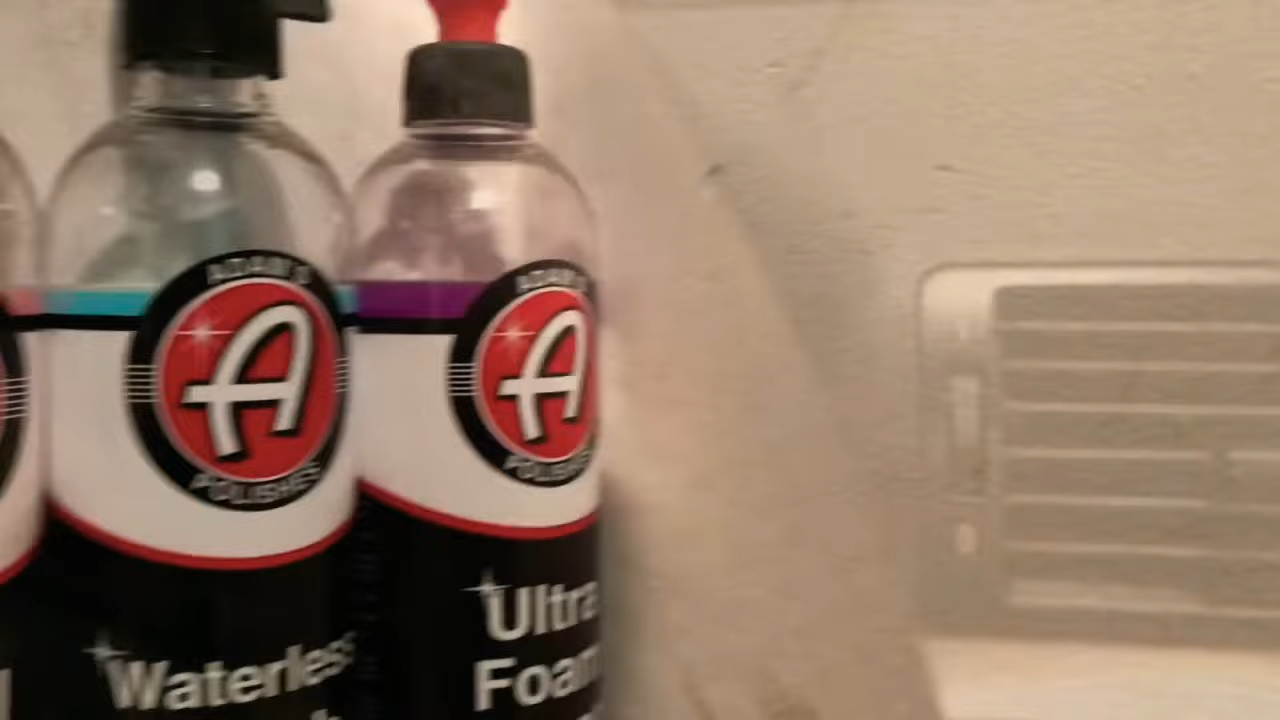 ADAM'S
A
POLISHES
Waterless
ADAM'S
A
POLISHES
Ultra
Foam